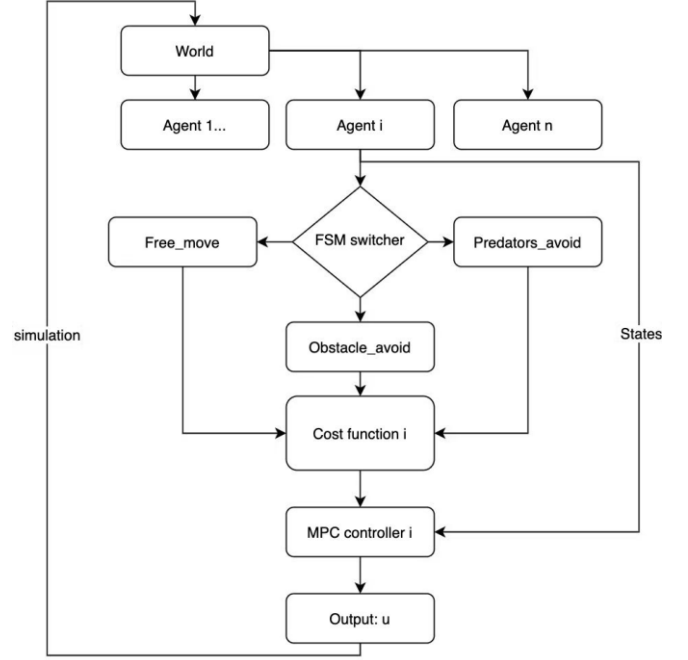 World
Agent 1...
Agent i
Agent n
FSM switcher
Free_move
Predators_avoid
simulation
Obstacle_avoid
States
Cost function i
MPC controller i
Output: u